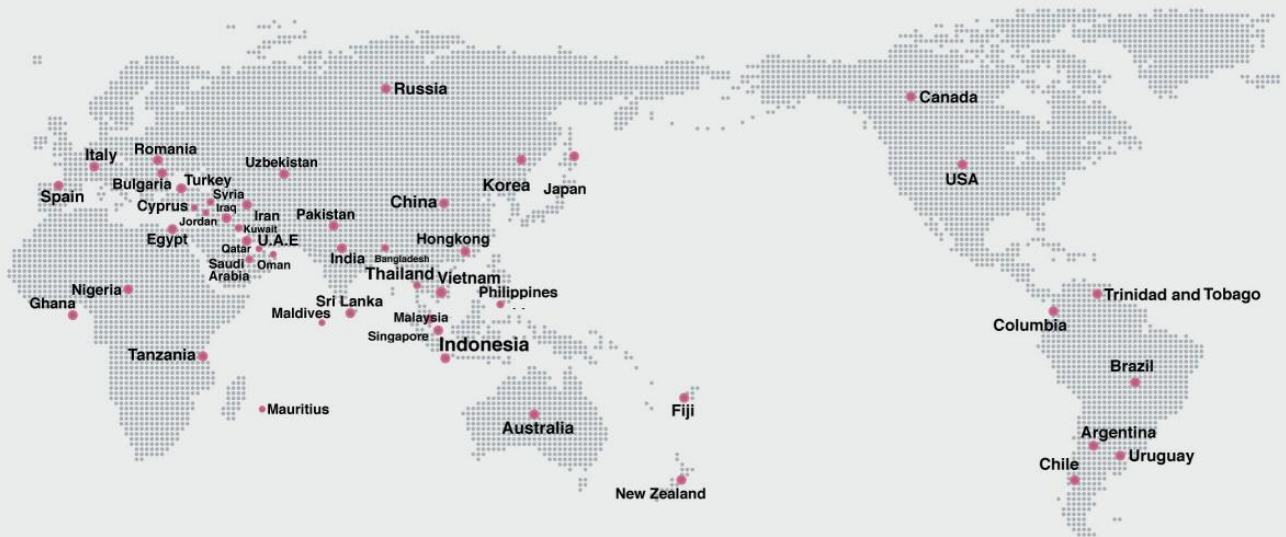 Russia
Canada
Italy
Romania
Uzbekistan
Spain
Bulgaria
Turkey
Syria
Korea
Japan
USA
Cyprus
Iraq
Jordan
Iran
Pakistan
China
Kuwait
Egypt
Qatar
U.A.E
Hongkong
India
Bangladesh
Saudi
Arabia
Oman
Thailand
Vietnam
Nigeria
Philippines
Trinidad and Tobago
Ghana
Sri Lanka
Maldives
Malaysia
Columbia
Singapore
Indonesia
Tanzania
Brazil
Mauritius
Fiji
Australia
Argentina
Uruguay
Chile
New Zealand